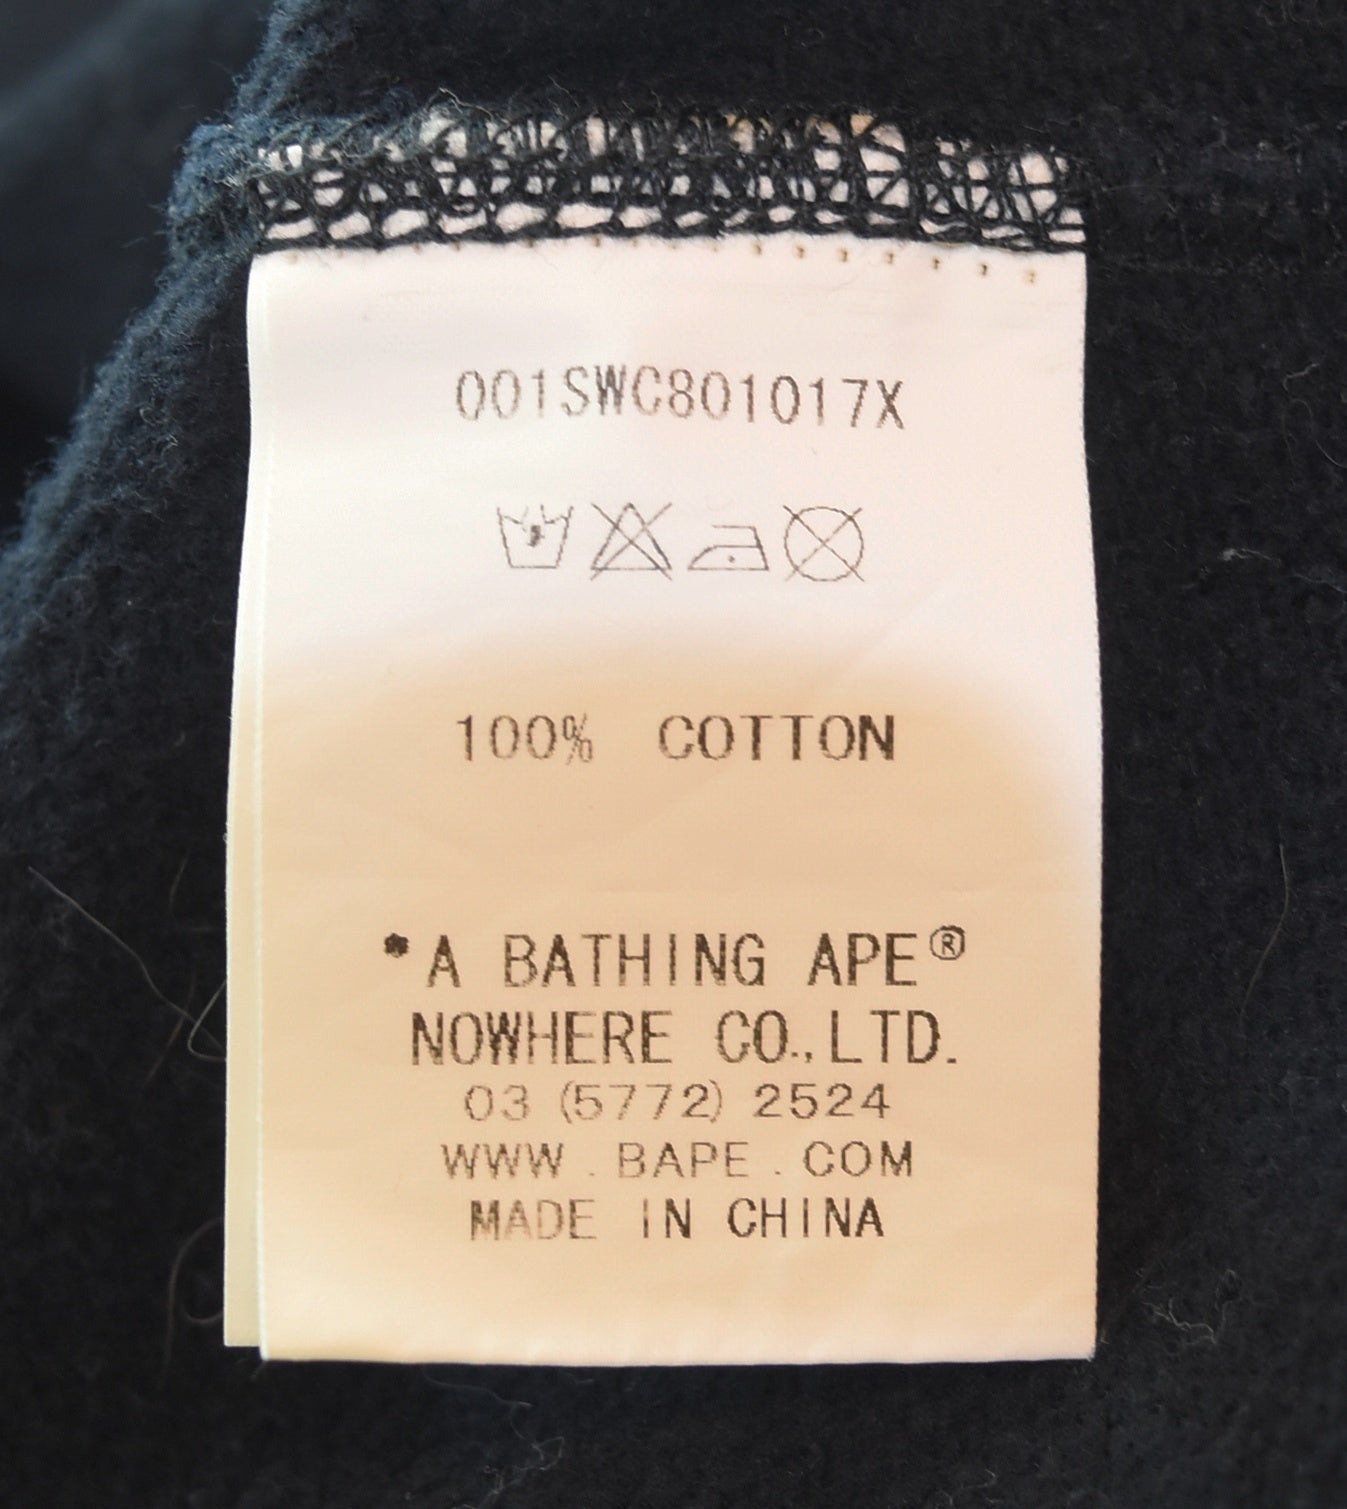 001SWC801017X
100% COTTON
*A BATHING APE®
NOWHERE CO.,LTD.
03 (5772) 2524
WWW . BAPE . COM
MADE IN CHINA